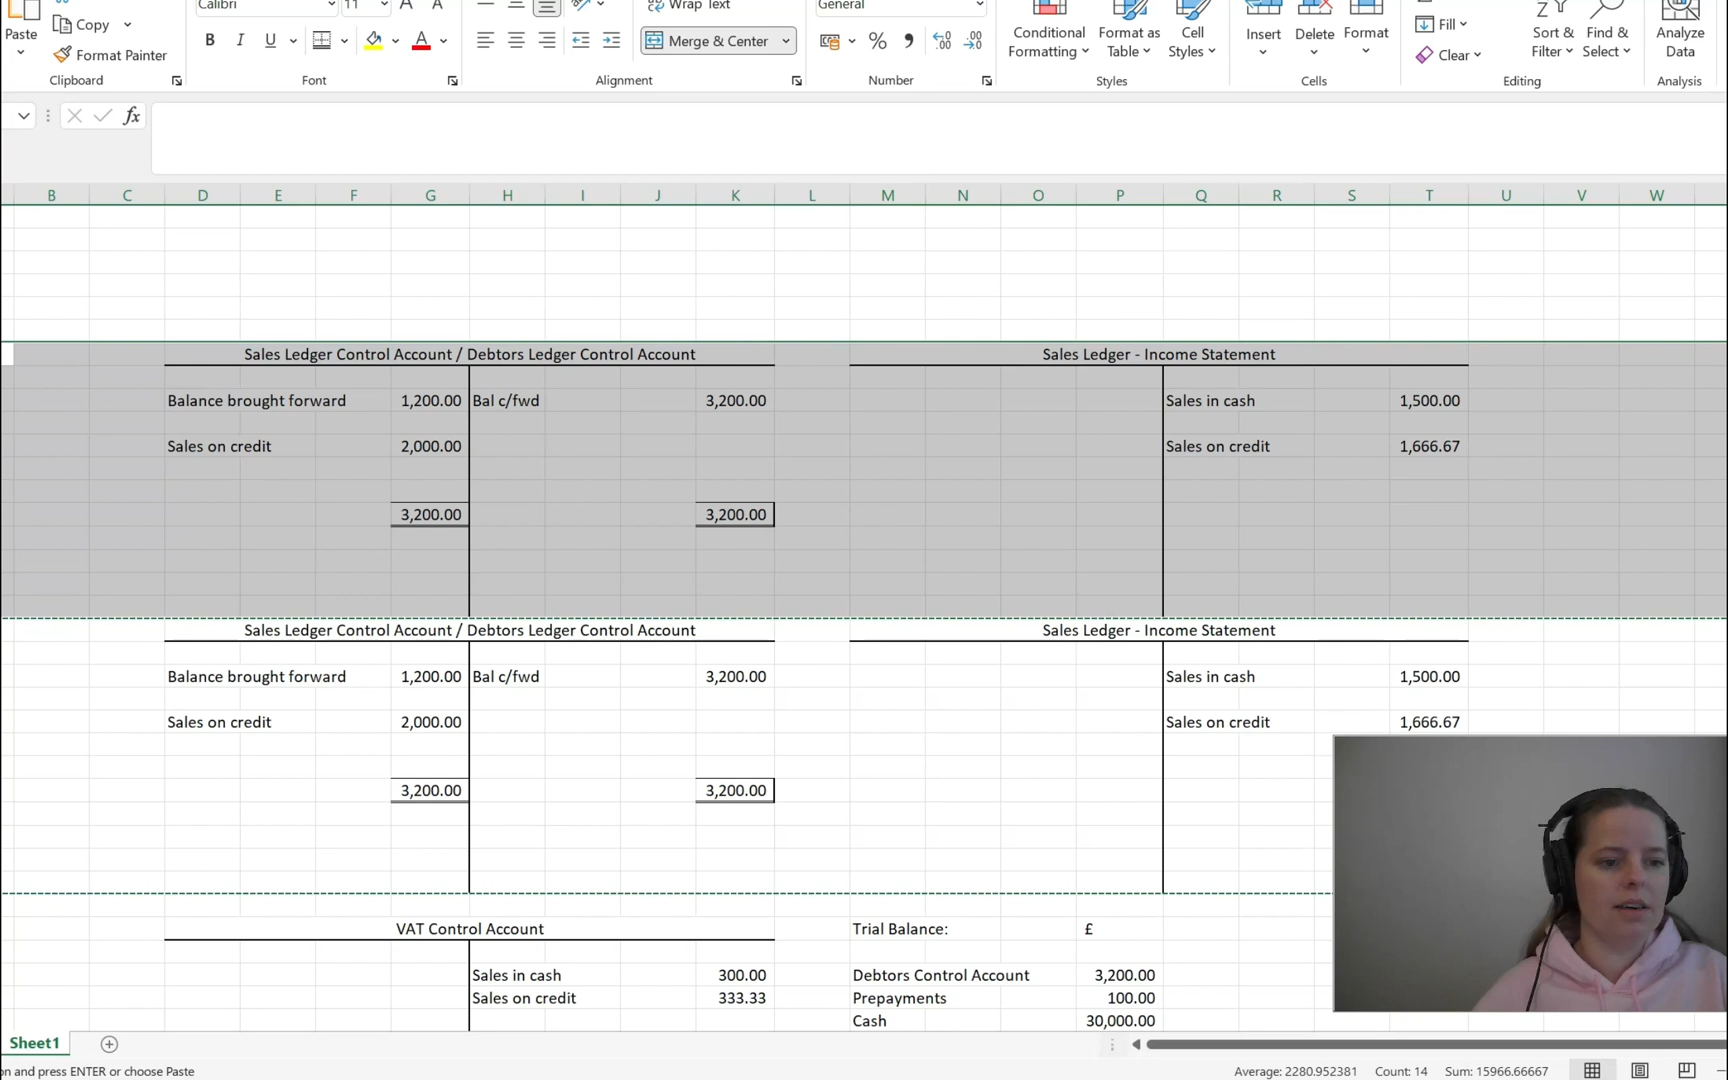 Calibri 11 Wrap Text General
Paste Copy Format Painter B I U Merge & Center % Conditional Formatting Format as Table Cell Styles Insert Delete Format Fill Clear Sort & Filter Find & Select Analyze Data
Clipboard Font Alignment Number Styles Cells Editing Analysis
fx
B C D E F G H I J K L M N O P Q R S T U V W
Sales Ledger Control Account / Debtors Ledger Control Account Sales Ledger - Income Statement
Balance brought forward 1,200.00 Bal c/fwd 3,200.00 Sales in cash 1,500.00
Sales on credit 2,000.00 Sales on credit 1,666.67
3,200.00 3,200.00
Sales Ledger Control Account / Debtors Ledger Control Account Sales Ledger - Income Statement
Balance brought forward 1,200.00 Bal c/fwd 3,200.00 Sales in cash 1,500.00
Sales on credit 2,000.00 Sales on credit 1,666.67
3,200.00 3,200.00
VAT Control Account Trial Balance: £
Sales in cash 300.00 Debtors Control Account 3,200.00
Sales on credit 333.33 Prepayments 100.00
Cash 30,000.00
Sheet1
on and press ENTER or choose Paste Average: 2280.952381 Count: 14 Sum: 15966.66667